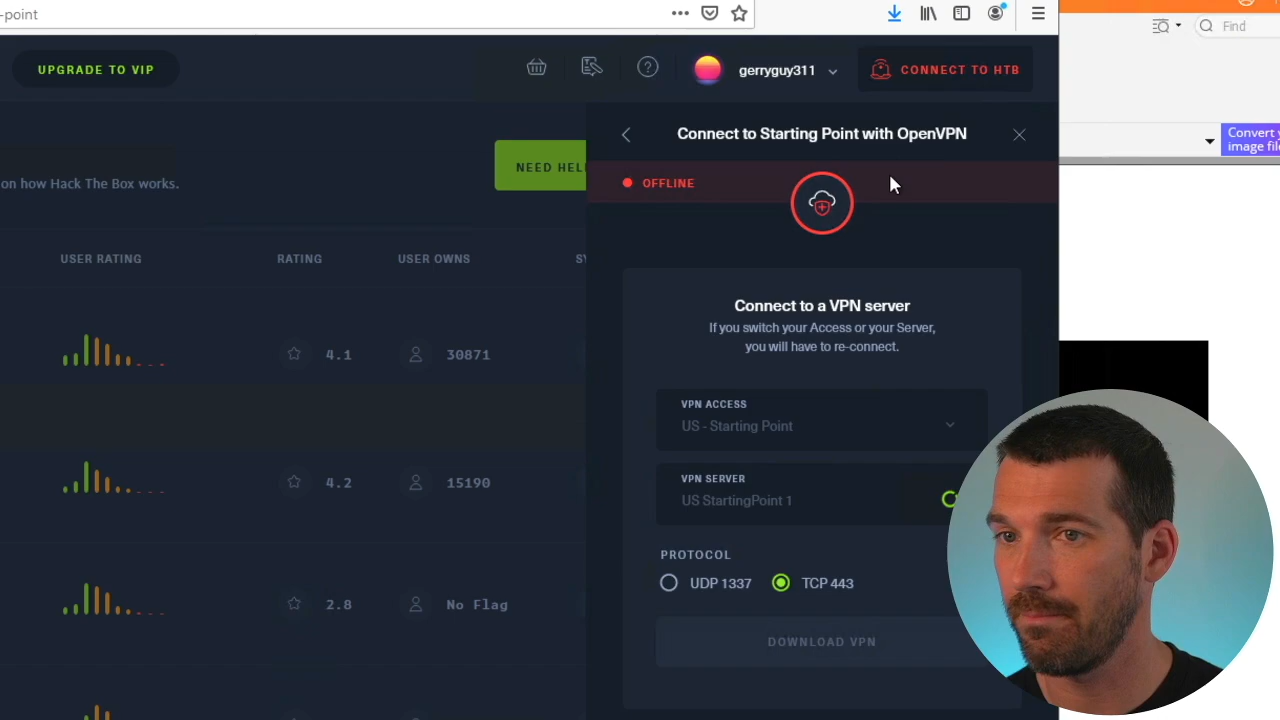 -point
Find
UPGRADE TO VIP
gerryguy311
CONNECT TO HTB
Convert
image
Connect to Starting Point with OpenVPN
on how Hack The Box works.
NEED
OFFLINE
USER RATING
RATING
USER OWNS
Connect to a VPN server
If you switch your Access or your Server,
you will have to re-connect.
4.1
30871
VPN ACCESS
US - Starting Point
4.2
15190
VPN SERVER
US StartingPoint 1
PROTOCOL
UDP 1337
TCP 443
2.8
No Flag
DOWNLOAD VPN